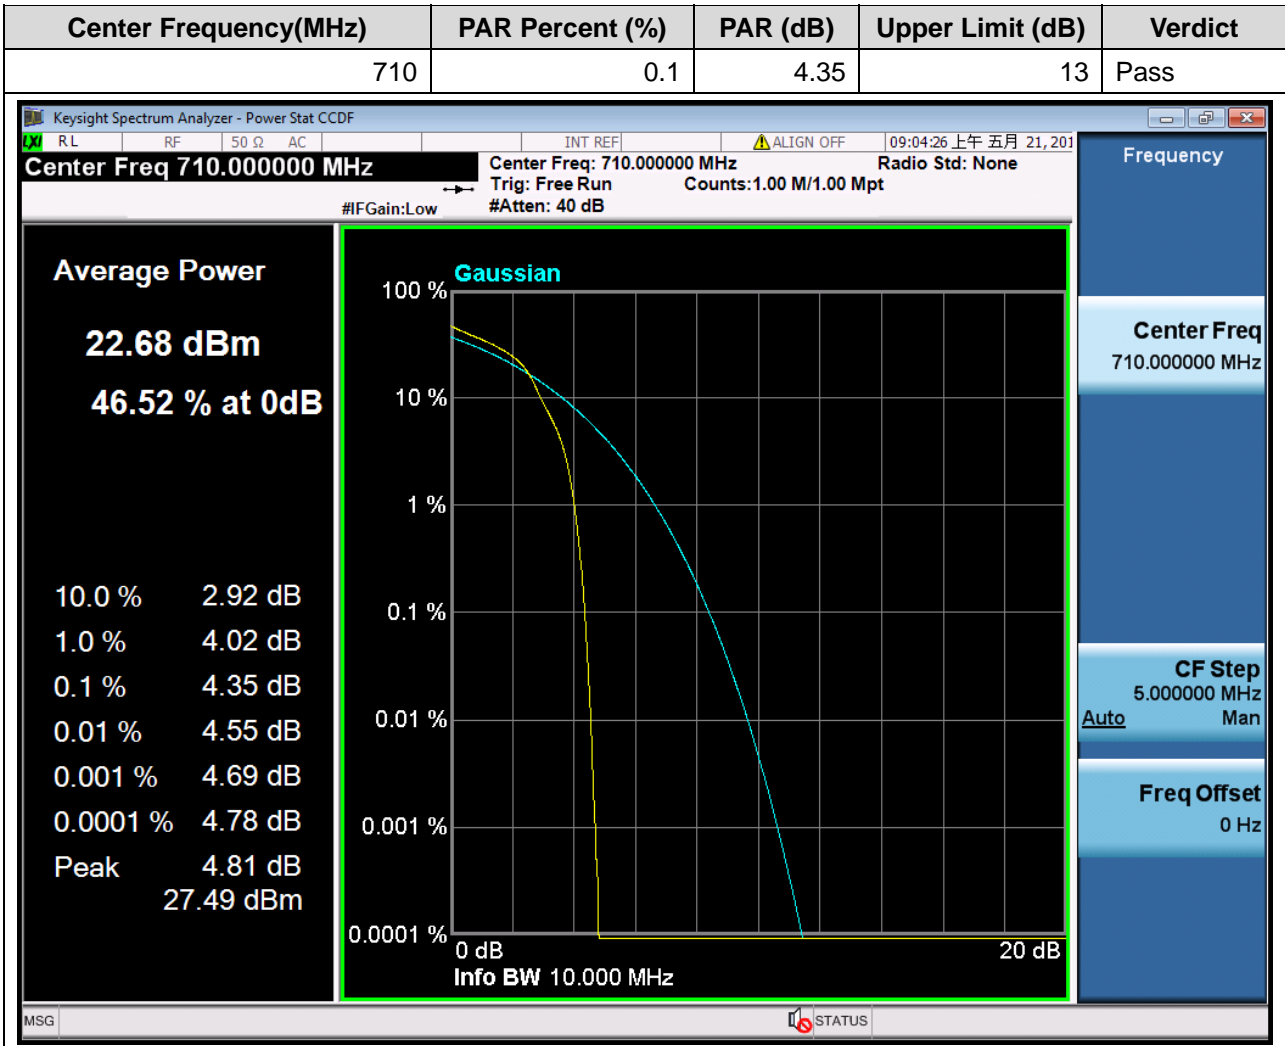 Center Frequency(MHz) PAR Percent (%) PAR (dB) Upper Limit (dB) Verdict
710 0.1 4.35 13 Pass
Keysight Spectrum Analyzer - Power Stat CCDF
LXI RL RF 50 Ω AC INT REF ALIGN OFF 09:04:26 上午 五月 21, 201
Center Freq 710.000000 MHz
Center Freq: 710.000000 MHz Radio Std: None
Trig: Free Run Counts:1.00 M/1.00 Mpt
#IFGain:Low #Atten: 40 dB
Average Power
22.68 dBm
46.52 % at 0dB
10.0 % 2.92 dB
1.0 % 4.02 dB
0.1 % 4.35 dB
0.01 % 4.55 dB
0.001 % 4.69 dB
0.0001 % 4.78 dB
Peak 4.81 dB
27.49 dBm
Gaussian
100 %
10 %
1 %
0.1 %
0.01 %
0.001 %
0.0001 %
0 dB 20 dB
Info BW 10.000 MHz
Frequency
Center Freq
710.000000 MHz
CF Step
5.000000 MHz
Auto Man
Freq Offset
0 Hz
MSG STATUS